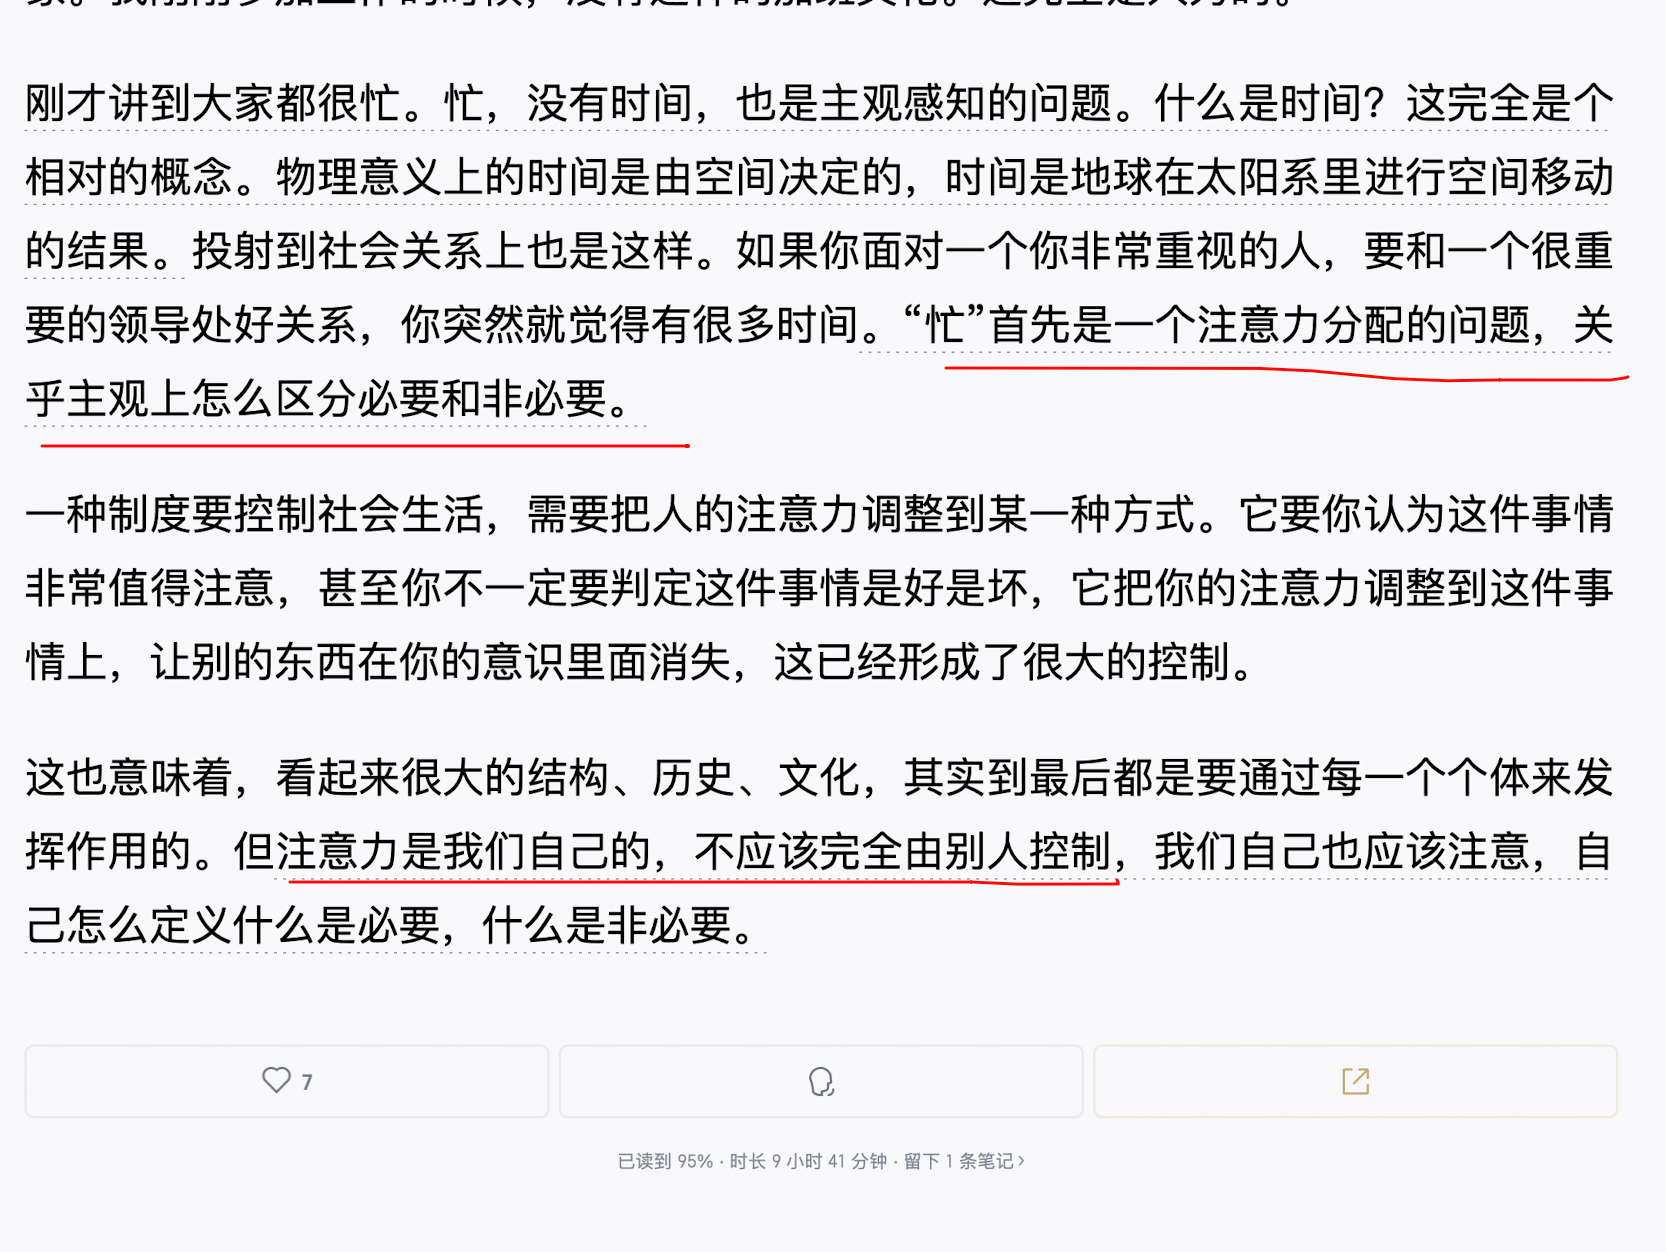 刚才讲到大家都很忙。忙，没有时间，也是主观感知的问题。什么是时间？这完全是个
相对的概念。物理意义上的时间是由空间决定的，时间是地球在太阳系里进行空间移动
的结果。投射到社会关系上也是这样。如果你面对一个你非常重视的人，要和一个很重
要的领导处好关系，你突然就觉得有很多时间。“忙”首先是一个注意力分配的问题，关
乎主观上怎么区分必要和非必要。
一种制度要控制社会生活，需要把人的注意力调整到某一种方式。它要你认为这件事情
非常值得注意，甚至你不一定要判定这件事情是好是坏，它把你的注意力调整到这件事
情上，让别的东西在你的意识里面消失，这已经形成了很大的控制。
这也意味着，看起来很大的结构、历史、文化，其实到最后都是要通过每一个个体来发
挥作用的。但注意力是我们自己的，不应该完全由别人控制，我们自己也应该注意，自
己怎么定义什么是必要，什么是非必要。
7
已读到 95% · 时长 9 小时 41 分钟 · 留下 1 条笔记 ›